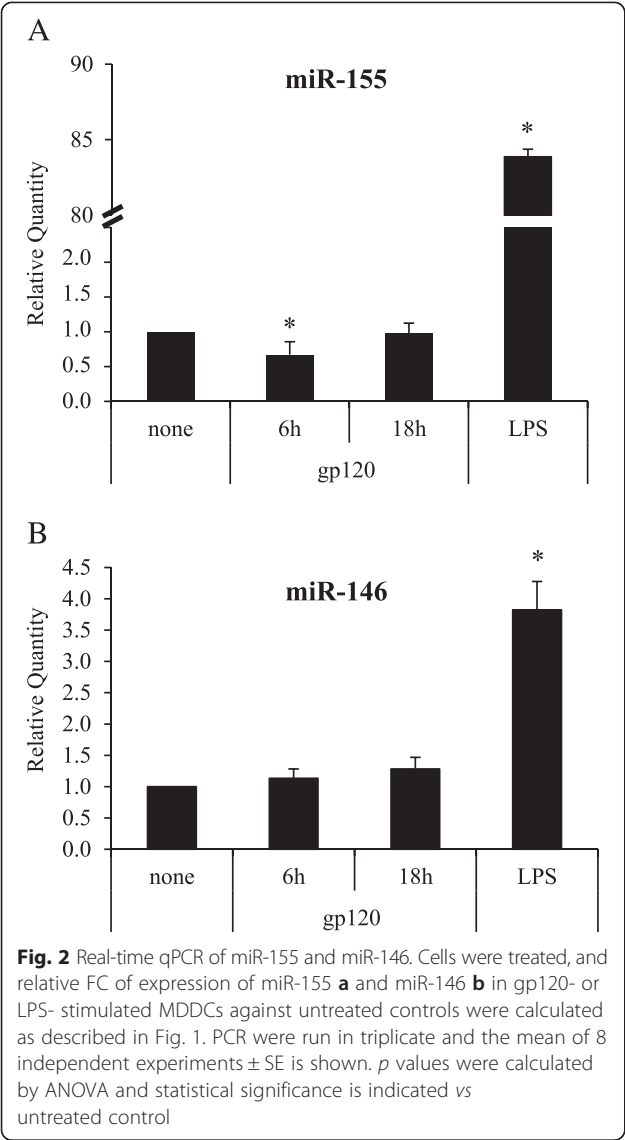 A
miR-155
Relative Quantity
90
85
80
2.0
1.5
1.0
0.5
0.0
*
*
none 6h 18h LPS
gp120
B
miR-146
Relative Quantity
4.5
4.0
3.5
3.0
2.5
2.0
1.5
1.0
0.5
0.0
*
none 6h 18h LPS
gp120
Fig. 2 Real-time qPCR of miR-155 and miR-146. Cells were treated, and
relative FC of expression of miR-155 a and miR-146 b in gp120- or
LPS- stimulated MDDCs against untreated controls were calculated
as described in Fig. 1. PCR were run in triplicate and the mean of 8
independent experiments ± SE is shown. p values were calculated
by ANOVA and statistical significance is indicated vs
untreated control